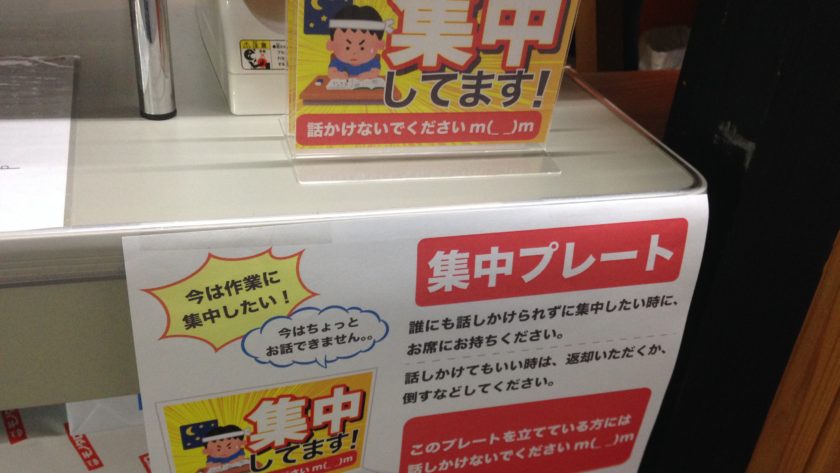 集中
してます！
話かけないでください m(_ _)m
集中プレート
今は作業に
集中したい！
今はちょっと
お話できません。。
誰にも話しかけられずに集中したい時に、
お席にお持ちください。
話しかけてもいい時は、返却いただくか、
倒すなどしてください。
集中
してます！
このプレートを立てている方には
話しかけないでください m(_ _)m